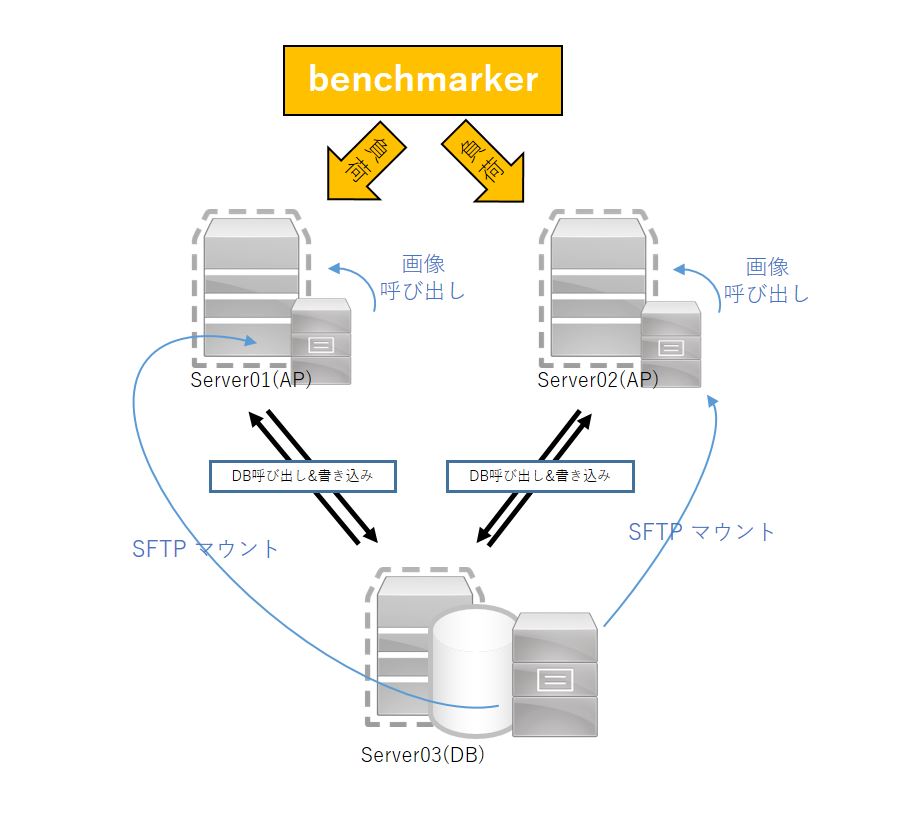 benchmarker
負荷
負荷
画像
呼び出し
画像
呼び出し
Server01(AP)
Server02(AP)
DB呼び出し&書き込み
DB呼び出し&書き込み
SFTP マウント
SFTP マウント
Server03(DB)